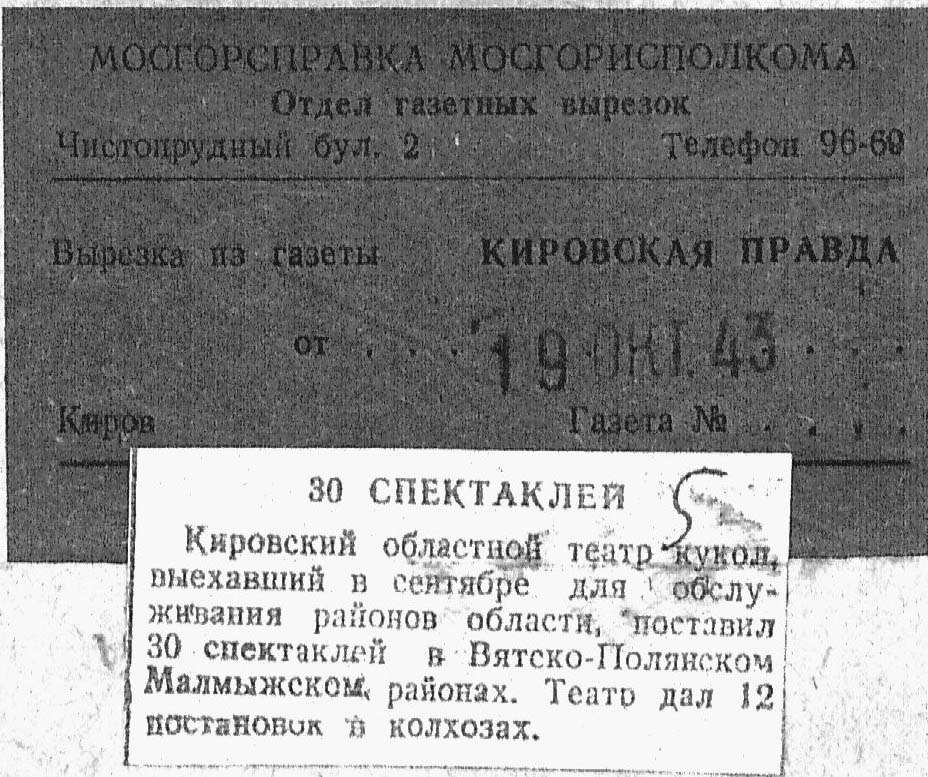 МОСГОРСПРАВКА МОСГОРИСПОЛКОМА
Отдел газетных вырезок
Чистопрудный бул. 2 Телефон 96-69
Вырезка из газеты КИРОВСКАЯ ПРАВДА
от . . . 19 ОКТ. 43 . . .
Киров Газета № . . . .
30 СПЕКТАКЛЕЙ 5
Кировский областной театр кукол,
выехавший в сентябре для обслу-
живания районов области, поставил
30 спектаклей в Вятско-Полянском
Малмыжском, районах. Театр дал 12
постановок в колхозах.